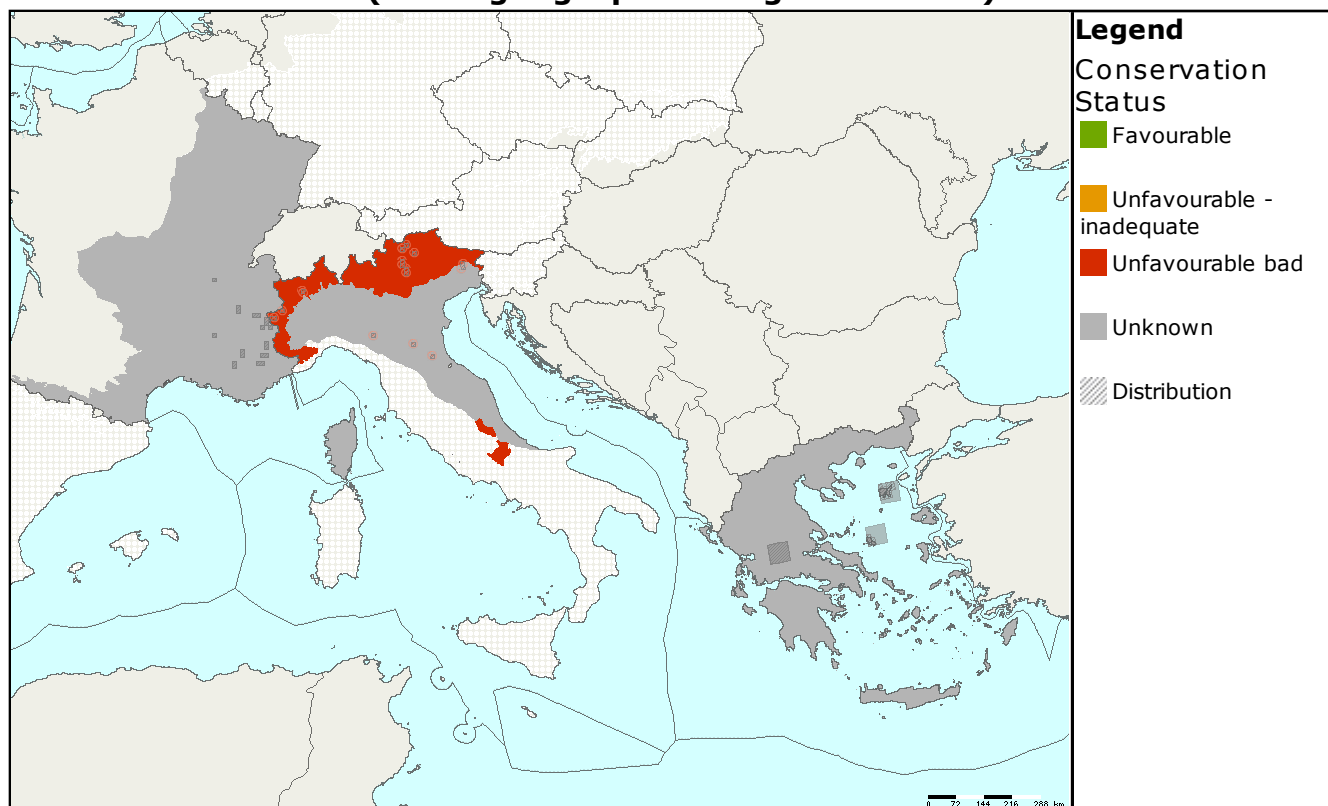 Legend
Conservation
Status
Favourable
Unfavourable -
inadequate
Unfavourable bad
Unknown
Distribution
0 72 144 216 288 km